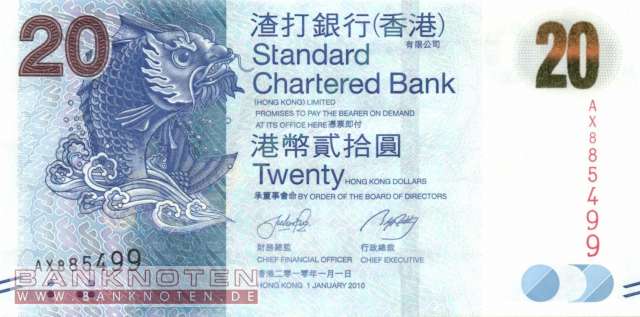 20
渣打銀行(香港)
有限公司
Standard
Chartered Bank
(HONG KONG) LIMITED
PROMISES TO PAY THE BEARER ON DEMAND
AT ITS OFFICE HERE 憑票即付
港幣貳拾圓
Twenty HONG KONG DOLLARS
承董事會命 BY ORDER OF THE BOARD OF DIRECTORS
財務總監 行政總裁
CHIEF FINANCIAL OFFICER CHIEF EXECUTIVE
香港二零一零年一月一日
HONG KONG 1 JANUARY 2010
AX885499
20
AX885499
BANKNOTEN
WWW.BANKNOTEN.DE